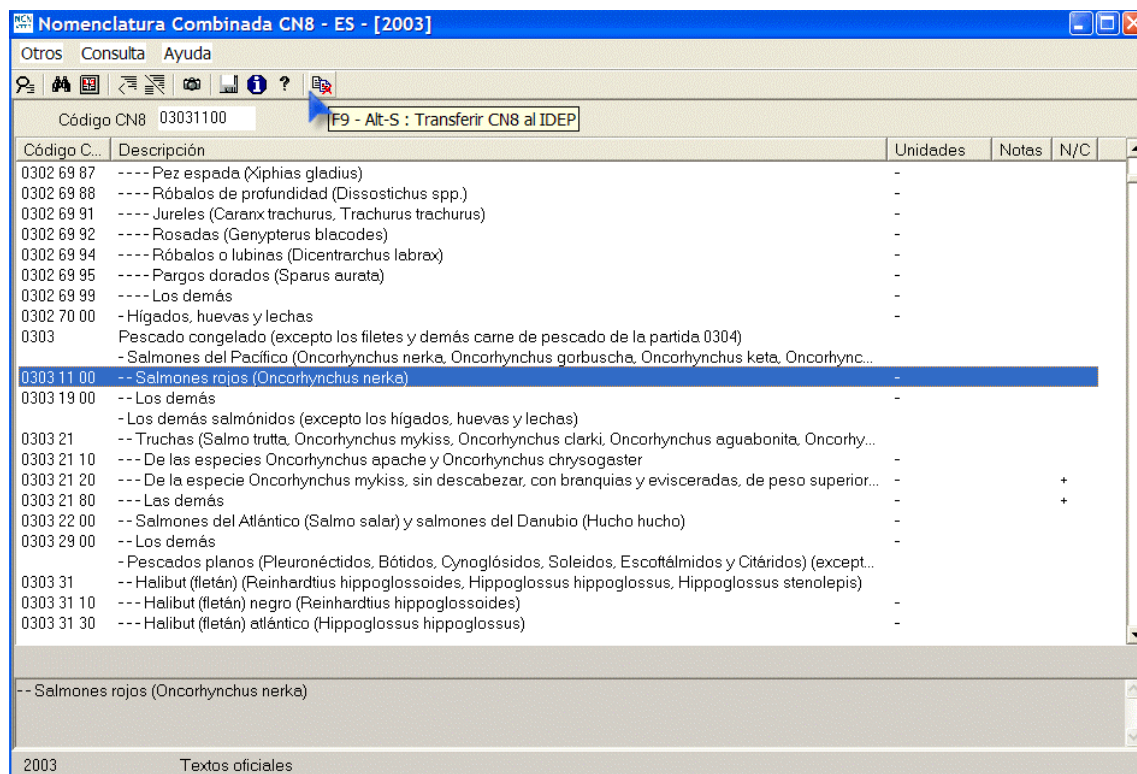 Nomenclatura Combinada CN8 - ES - [2003]
Otros Consulta Ayuda
Código CN8 03031100
F9 - Alt-S : Transferir CN8 al IDEP
Código C... Descripción Unidades Notas N/C
0302 69 87 ---- Pez espada (Xiphias gladius) -
0302 69 88 ---- Róbalos de profundidad (Dissostichus spp.) -
0302 69 91 ---- Jureles (Caranx trachurus, Trachurus trachurus) -
0302 69 92 ---- Rosadas (Genypterus blacodes) -
0302 69 94 ---- Róbalos o lubinas (Dicentrarchus labrax) -
0302 69 95 ---- Pargos dorados (Sparus aurata) -
0302 69 99 ---- Los demás -
0302 70 00 - Hígados, huevas y lechas -
0303 Pescado congelado (excepto los filetes y demás carne de pescado de la partida 0304)
- Salmones del Pacífico (Oncorhynchus nerka, Oncorhynchus gorbuscha, Oncorhynchus keta, Oncorhync...
0303 11 00 -- Salmones rojos (Oncorhynchus nerka) -
0303 19 00 -- Los demás -
- Los demás salmónidos (excepto los hígados, huevas y lechas)
0303 21 -- Truchas (Salmo trutta, Oncorhynchus mykiss, Oncorhynchus clarki, Oncorhynchus aguabonita, Oncorhy...
0303 21 10 --- De las especies Oncorhynchus apache y Oncorhynchus chrysogaster -
0303 21 20 --- De la especie Oncorhynchus mykiss, sin descabezar, con branquias y evisceradas, de peso superior... - +
0303 21 80 --- Las demás - +
0303 22 00 -- Salmones del Atlántico (Salmo salar) y salmones del Danubio (Hucho hucho) -
0303 29 00 -- Los demás -
- Pescados planos (Pleuronéctidos, Bótidos, Cynoglósidos, Soleidos, Escoftálmidos y Citáridos) (except...
0303 31 -- Halibut (fletán) (Reinhardtius hippoglossoides, Hippoglossus hippoglossus, Hippoglossus stenolepis)
0303 31 10 --- Halibut (fletán) negro (Reinhardtius hippoglossoides) -
0303 31 30 --- Halibut (fletán) atlántico (Hippoglossus hippoglossus) -
-- Salmones rojos (Oncorhynchus nerka)
2003 Textos oficiales